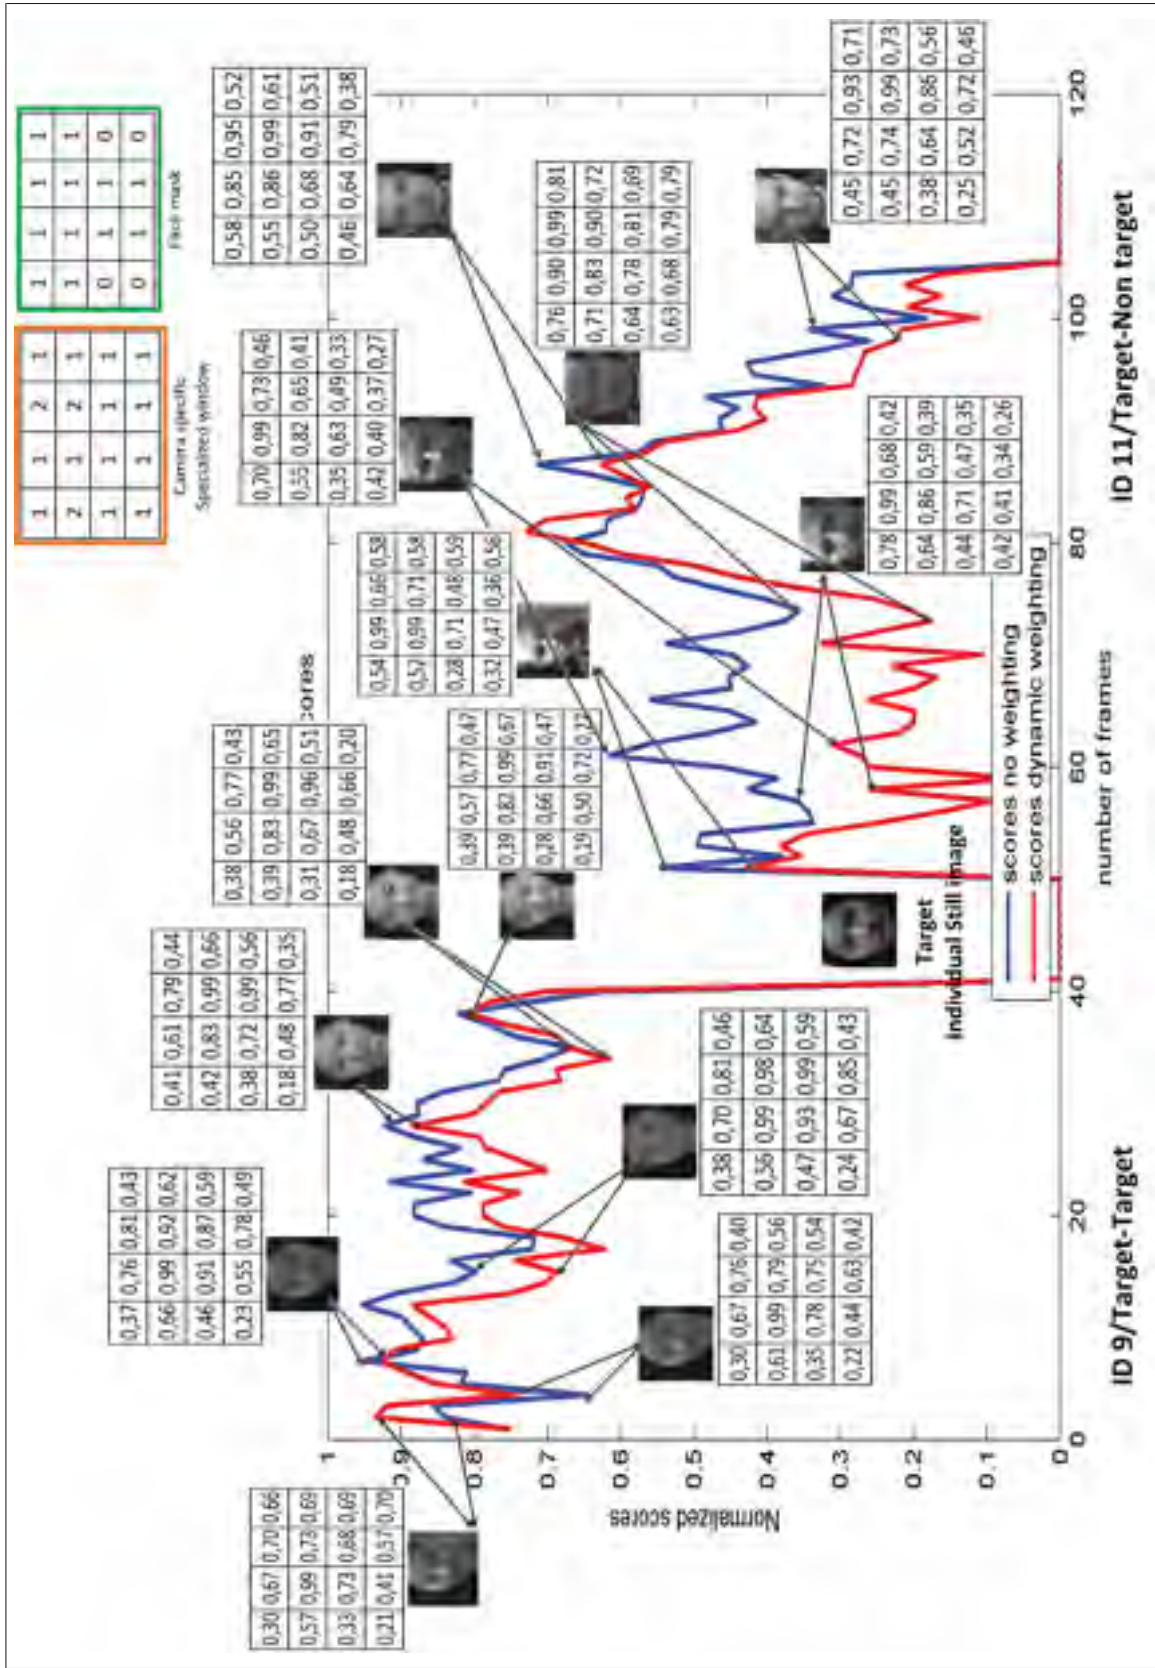 1 1 2 1
2 1 2 1
1 1 1 1
1 1 1 1
Camera specific
Specialized window
1 1 1 1
1 1 1 1
0 1 1 0
0 1 1 0
mask
0,37 0,76 0,81 0,43
0,66 0,99 0,92 0,62
0,46 0,91 0,87 0,59
0,23 0,55 0,78 0,49
0,41 0,61 0,79 0,44
0,42 0,83 0,99 0,66
0,38 0,72 0,99 0,56
0,18 0,48 0,77 0,35
0,38 0,56 0,77 0,43
0,39 0,83 0,99 0,65
0,31 0,67 0,96 0,51
0,18 0,48 0,66 0,20
cores
0,58 0,85 0,95 0,52
0,55 0,86 0,99 0,61
0,50 0,68 0,91 0,51
0,46 0,64 0,79 0,38
0,70 0,99 0,73 0,46
0,55 0,82 0,65 0,41
0,35 0,63 0,49 0,33
0,42 0,40 0,37 0,27
0,30 0,67 0,70 0,66
0,57 0,99 0,73 0,69
0,33 0,73 0,68 0,69
0,21 0,41 0,57 0,70
0,54 0,99 0,66 0,58
0,52 0,99 0,71 0,58
0,28 0,71 0,48 0,59
0,32 0,47 0,36 0,56
0,39 0,57 0,77 0,47
0,39 0,82 0,99 0,67
0,28 0,66 0,91 0,47
0,19 0,50 0,72
0,76 0,90 0,99 0,81
0,71 0,83 0,90 0,72
0,64 0,78 0,81 0,69
0,63 0,68 0,79 0,79
0,38 0,70 0,81 0,46
0,56 0,99 0,98 0,64
0,47 0,93 0,99 0,59
0,24 0,67 0,85 0,43
0,30 0,67 0,76 0,40
0,61 0,99 0,79 0,56
0,35 0,78 0,75 0,54
0,22 0,44 0,63 0,42
0,45 0,72 0,93 0,71
0,45 0,74 0,99 0,73
0,38 0,64 0,86 0,56
0,25 0,52 0,72 0,46
0,78 0,99 0,68 0,42
0,64 0,86 0,59 0,39
0,44 0,71 0,47 0,35
0,42 0,41 0,34 0,26
Normalized scores
1
0.9
0.8
0.7
0.6
0.5
0.4
0.3
0.2
0.1
0
Target
Individual Still image
scores no weighting
scores dynamic weighting
0 20 40 60 80 100 120
number of frames
ID 9/Target-Target
ID 11/Target-Non target